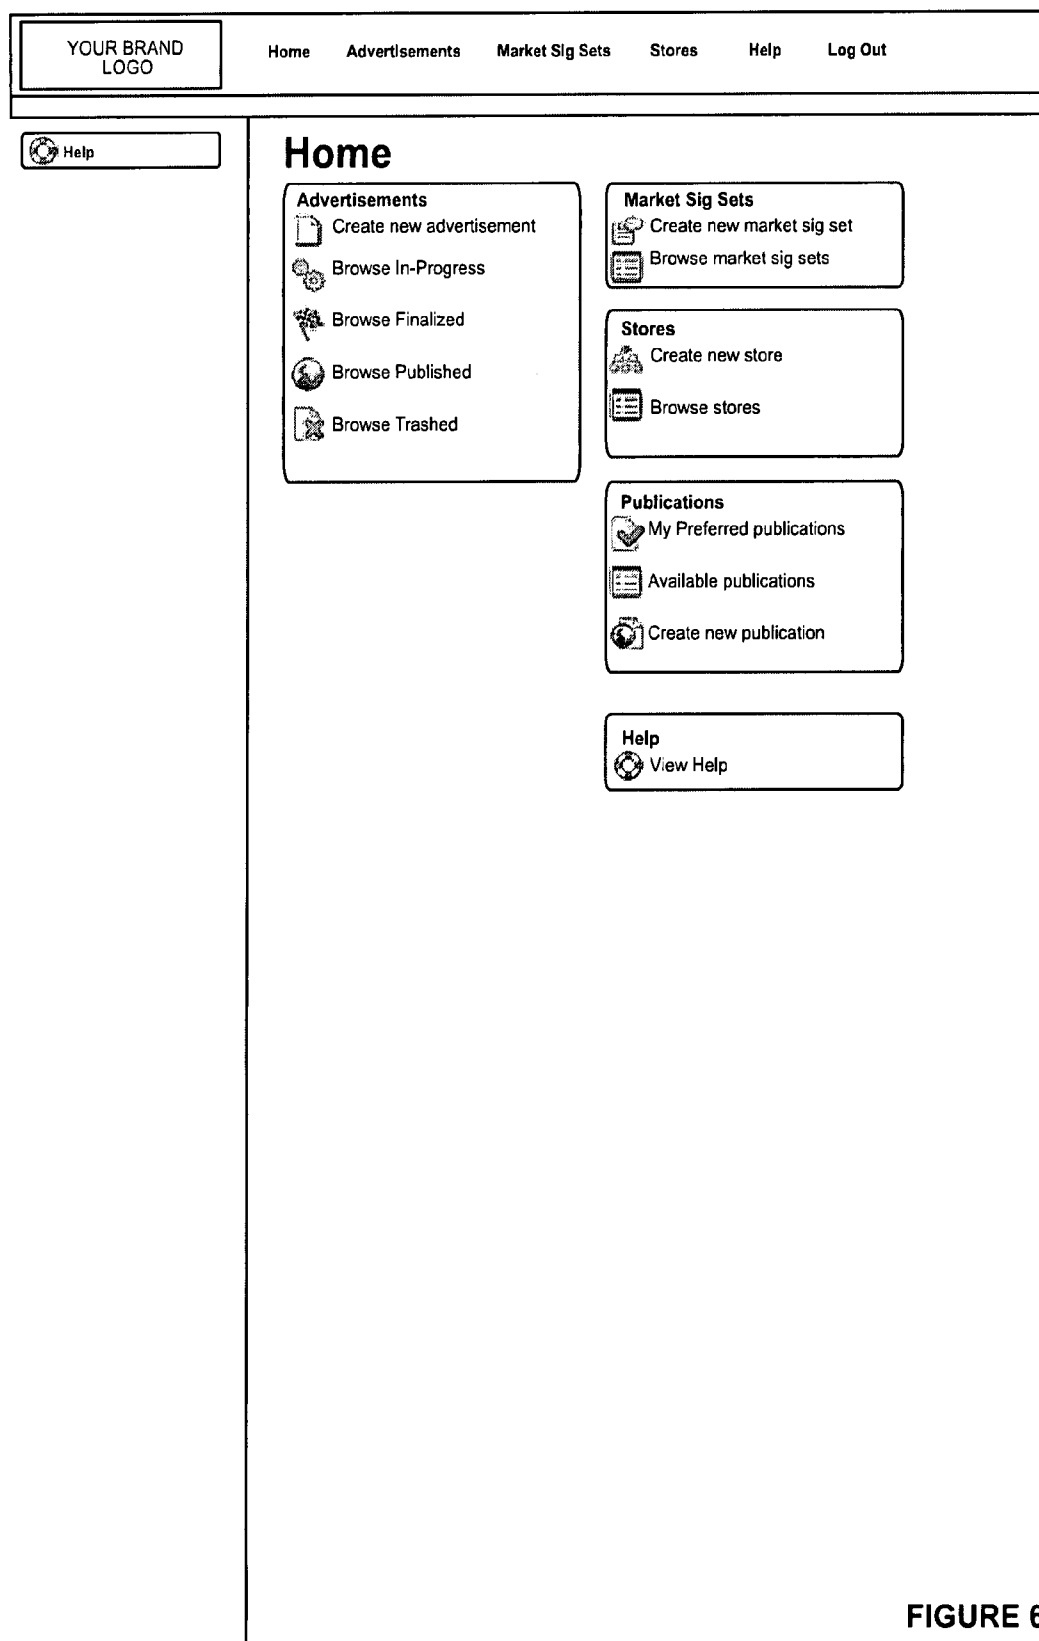 YOUR BRAND
LOGO
Home Advertisements Market Sig Sets Stores Help Log Out
Help
Home
Advertisements
Create new advertisement
Browse In-Progress
Browse Finalized
Browse Published
Browse Trashed
Market Sig Sets
Create new market sig set
Browse market sig sets
Stores
Create new store
Browse stores
Publications
My Preferred publications
Available publications
Create new publication
Help
View Help
FIGURE 6